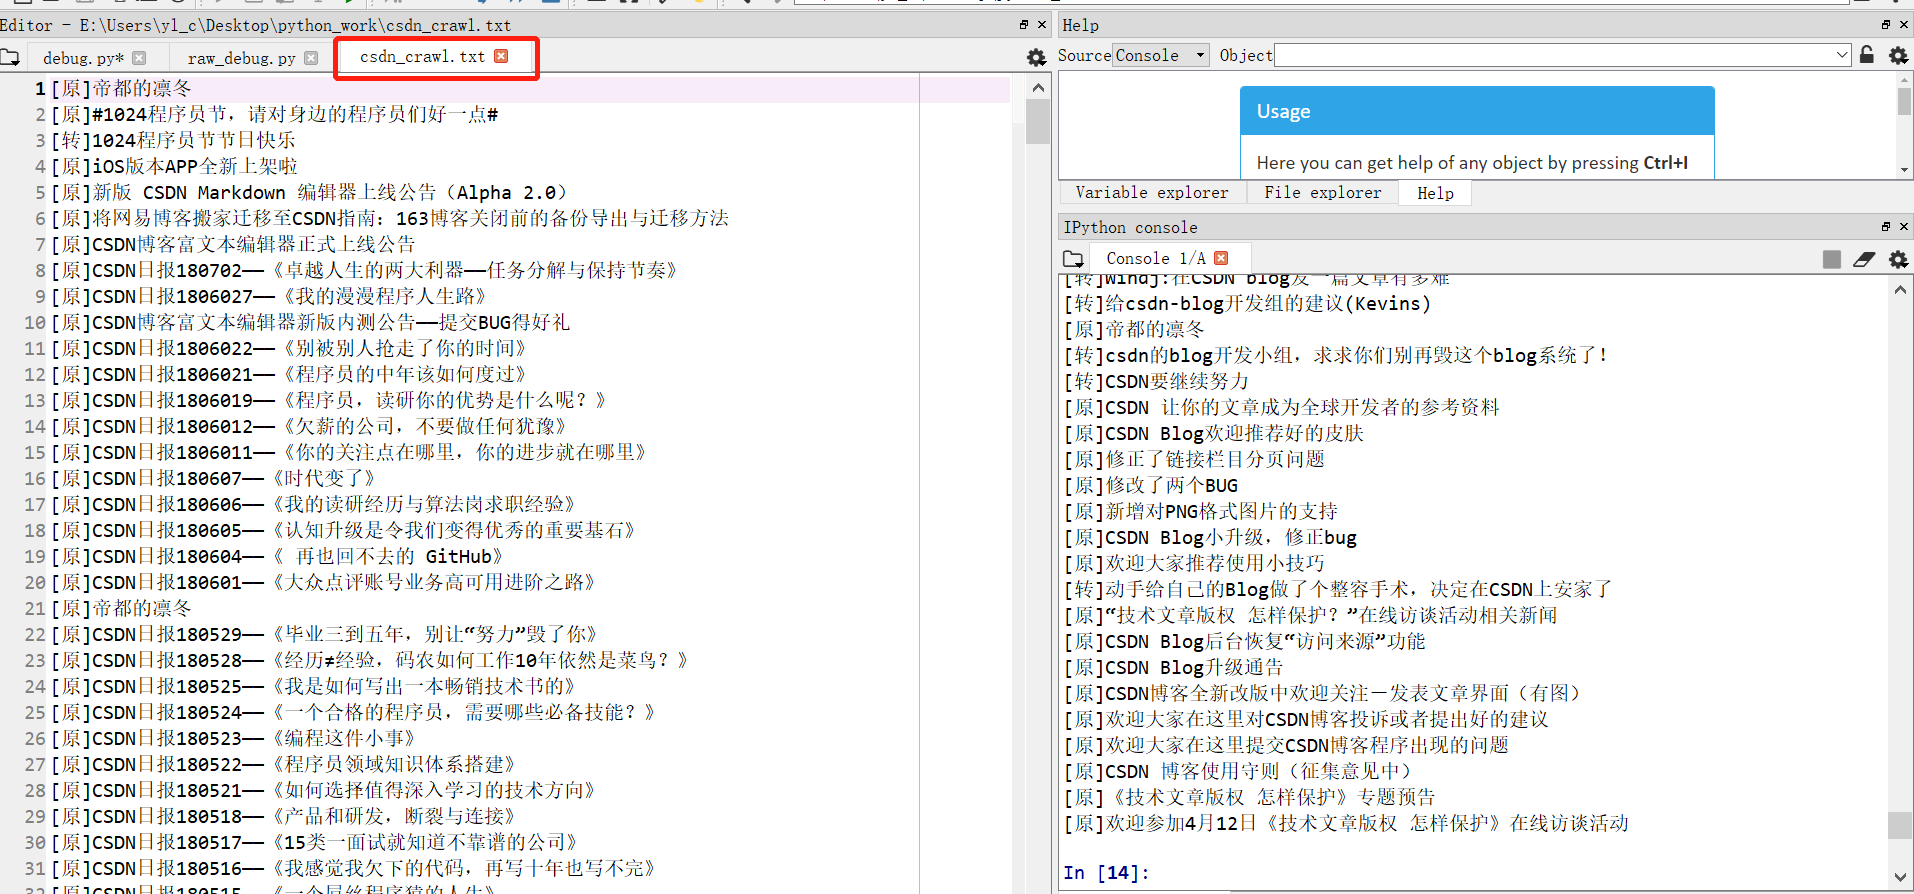 Editor - E:\Users\yl_c\Desktop\python_work\csdn_crawl.txt
debug.py*
raw_debug.py
csdn_crawl.txt
1 [原]帝都的凛冬
2 [原]#1024程序员节，请对身边的程序员们好一点#
3 [转]1024程序员节节日快乐
4 [原]iOS版本APP全新上架啦
5 [原]新版 CSDN Markdown 编辑器上线公告（Alpha 2.0）
6 [原]将网易博客搬家迁移至CSDN指南：163博客关闭前的备份导出与迁移方法
7 [原]CSDN博客富文本编辑器正式上线公告
8 [原]CSDN日报180702——《卓越人生的两大利器——任务分解与保持节奏》
9 [原]CSDN日报1806027——《我的漫漫程序人生路》
10 [原]CSDN博客富文本编辑器新版内测公告——提交BUG得好礼
11 [原]CSDN日报1806022——《别被别人抢走了你的时间》
12 [原]CSDN日报1806021——《程序员的中年该如何度过》
13 [原]CSDN日报1806019——《程序员，读研你的优势是什么呢？》
14 [原]CSDN日报1806012——《欠薪的公司，不要做任何犹豫》
15 [原]CSDN日报1806011——《你的关注点在哪里，你的进步就在哪里》
16 [原]CSDN日报180607——《时代变了》
17 [原]CSDN日报180606——《我的读研经历与算法岗求职经验》
18 [原]CSDN日报180605——《认知升级是令我们变得优秀的重要基石》
19 [原]CSDN日报180604——《 再也回不去的 GitHub》
20 [原]CSDN日报180601——《大众点评账号业务高可用进阶之路》
21 [原]帝都的凛冬
22 [原]CSDN日报180529——《毕业三到五年，别让“努力”毁了你》
23 [原]CSDN日报180528——《经历≠经验，码农如何工作10年依然是菜鸟？》
24 [原]CSDN日报180525——《我是如何写出一本畅销技术书的》
25 [原]CSDN日报180524——《一个合格的程序员，需要哪些必备技能？》
26 [原]CSDN日报180523——《编程这件小事》
27 [原]CSDN日报180522——《程序员领域知识体系搭建》
28 [原]CSDN日报180521——《如何选择值得深入学习的技术方向》
29 [原]CSDN日报180518——《产品和研发，断裂与连接》
30 [原]CSDN日报180517——《15类一面试就知道不靠谱的公司》
31 [原]CSDN日报180516——《我感觉我欠下的代码，再写十年也写不完》
32 [原]CSDN日报180515——《一个屌丝程序猿的人生》
Help
Source Console Object
Usage
Here you can get help of any object by pressing Ctrl+I
Variable explorer
File explorer
Help
IPython console
Console 1/A
[转]Windj:在CSDN blog发一篇文章有多难
[转]给csdn-blog开发组的建议(Kevins)
[原]帝都的凛冬
[转]csdn的blog开发小组，求求你们别再毁这个blog系统了！
[转]CSDN要继续努力
[原]CSDN 让你的文章成为全球开发者的参考资料
[原]CSDN Blog欢迎推荐好的皮肤
[原]修正了链接栏目分页问题
[原]修改了两个BUG
[原]新增对PNG格式图片的支持
[原]CSDN Blog小升级，修正bug
[原]欢迎大家推荐使用小技巧
[转]动手给自己的Blog做了个整容手术，决定在CSDN上安家了
[原]“技术文章版权 怎样保护？”在线访谈活动相关新闻
[原]CSDN Blog后台恢复“访问来源”功能
[原]CSDN Blog升级通告
[原]CSDN博客全新改版中欢迎关注－发表文章界面（有图）
[原]欢迎大家在这里对CSDN博客投诉或者提出好的建议
[原]欢迎大家在这里提交CSDN博客程序出现的问题
[原]CSDN 博客使用守则（征集意见中）
[原]《技术文章版权 怎样保护》专题预告
[原]欢迎参加4月12日《技术文章版权 怎样保护》在线访谈活动
In [14]: